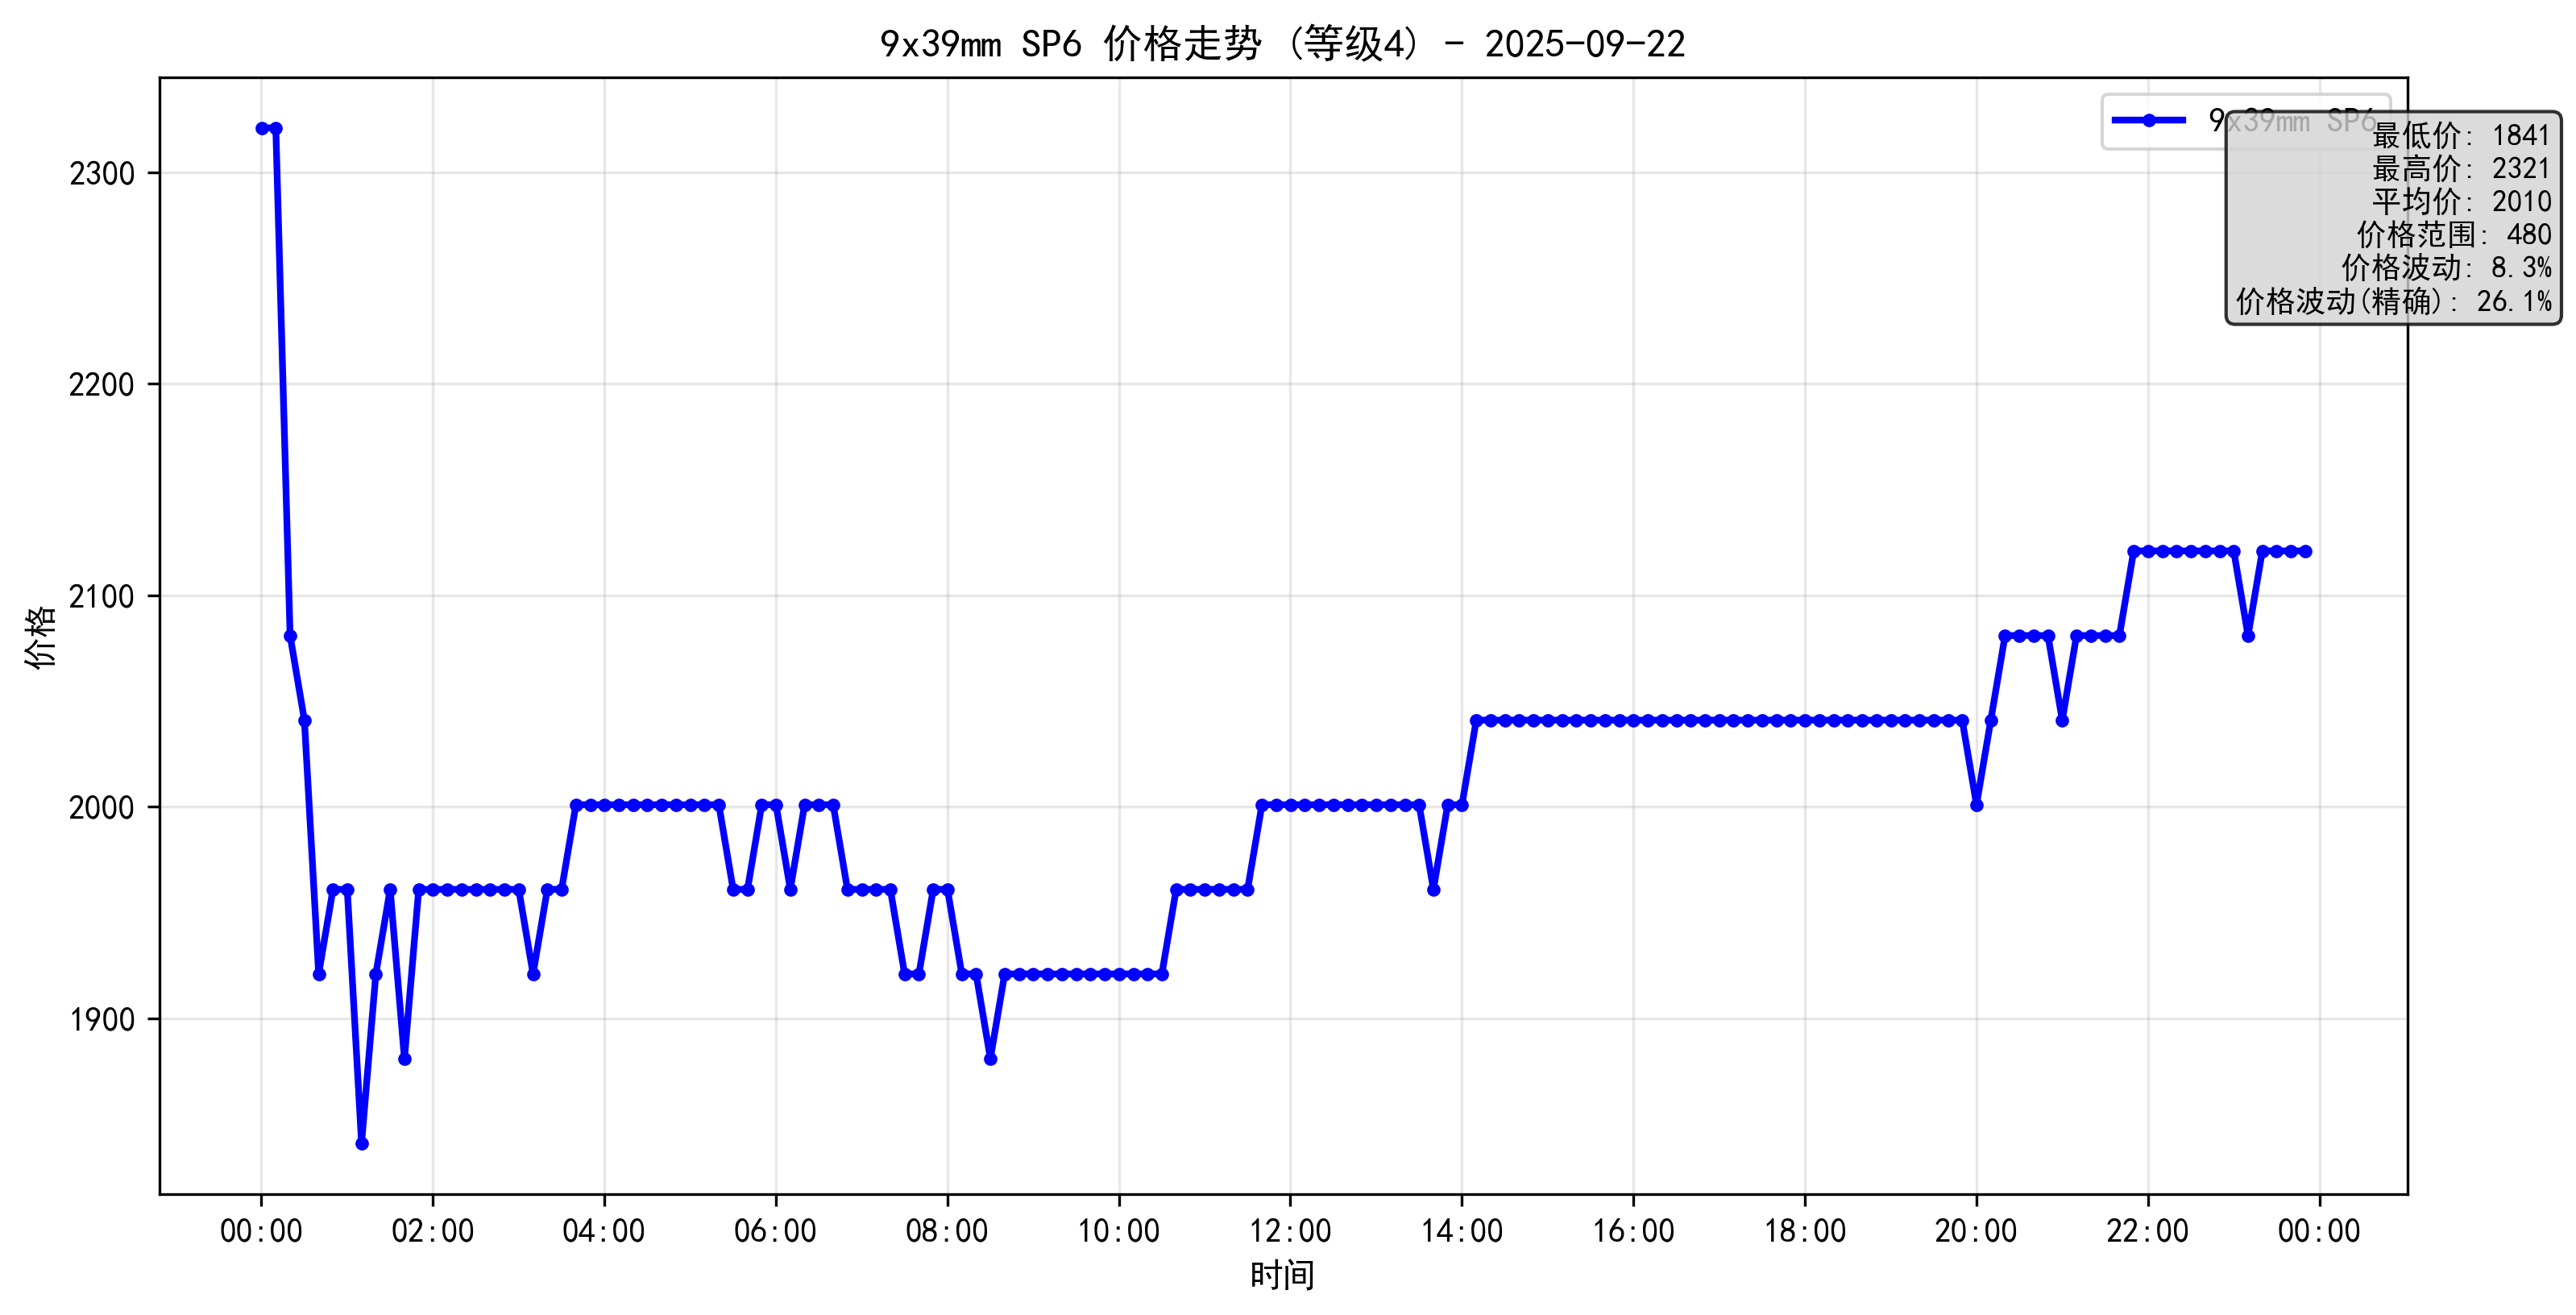 9x39mm SP6 价格走势 (等级4) - 2025-09-22
9x39mm SP6
最低价: 1841
最高价: 2321
平均价: 2010
价格范围: 480
价格波动: 8.3%
价格波动(精确): 26.1%
价格
2300
2200
2100
2000
1900
00:00 02:00 04:00 06:00 08:00 10:00 12:00 14:00 16:00 18:00 20:00 22:00 00:00
时间